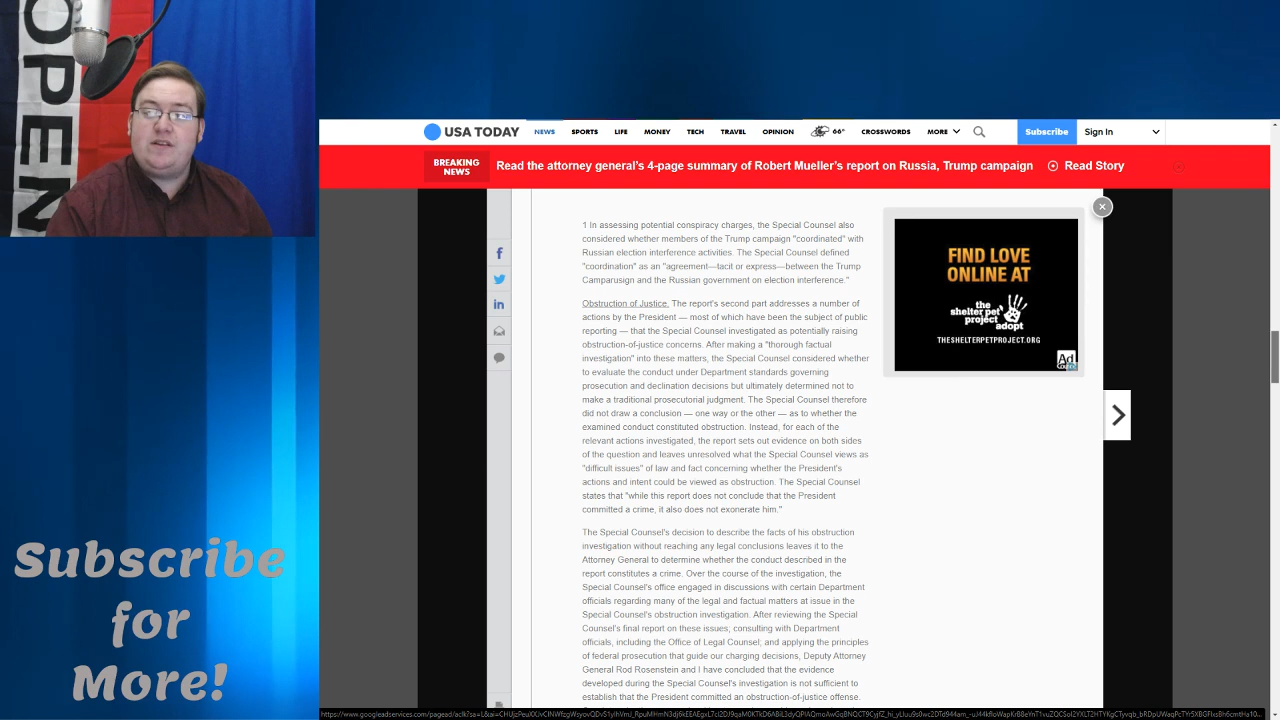 OPEN
USA TODAY NEWS SPORTS LIFE MONEY TECH TRAVEL OPINION 66° CROSSWORDS MORE Subscribe Sign In
BREAKING
NEWS
Read the attorney general's 4-page summary of Robert Mueller's report on Russia, Trump campaign Read Story
1 In assessing potential conspiracy charges, the Special Counsel also
considered whether members of the Trump campaign "coordinated" with
Russian election interference activities. The Special Counsel defined
"coordination" as an "agreement—tacit or express—between the Trump
Camparusign and the Russian government on election interference."
Obstruction of Justice. The report's second part addresses a number of
actions by the President — most of which have been the subject of public
reporting — that the Special Counsel investigated as potentially raising
obstruction-of-justice concerns. After making a "thorough factual
investigation" into these matters, the Special Counsel considered whether
to evaluate the conduct under Department standards governing
prosecution and declination decisions but ultimately determined not to
make a traditional prosecutorial judgment. The Special Counsel therefore
did not draw a conclusion — one way or the other — as to whether the
examined conduct constituted obstruction. Instead, for each of the
relevant actions investigated, the report sets out evidence on both sides
of the question and leaves unresolved what the Special Counsel views as
"difficult issues" of law and fact concerning whether the President's
actions and intent could be viewed as obstruction. The Special Counsel
states that "while this report does not conclude that the President
committed a crime, it also does not exonerate him."
The Special Counsel's decision to describe the facts of his obstruction
investigation without reaching any legal conclusions leaves it to the
Attorney General to determine whether the conduct described in the
report constitutes a crime. Over the course of the investigation, the
Special Counsel's office engaged in discussions with certain Department
officials regarding many of the legal and factual matters at issue in the
Special Counsel's obstruction investigation. After reviewing the Special
Counsel's final report on these issues; consulting with Department
officials, including the Office of Legal Counsel; and applying the principles
of federal prosecution that guide our charging decisions, Deputy Attorney
General Rod Rosenstein and I have concluded that the evidence
developed during the Special Counsel's investigation is not sufficient to
establish that the President committed an obstruction-of-justice offense.
FIND LOVE
ONLINE AT
the
shelter pet
project
adopt
THESHELTERPETPROJECT.ORG
Ad
Subscribe
for
More!